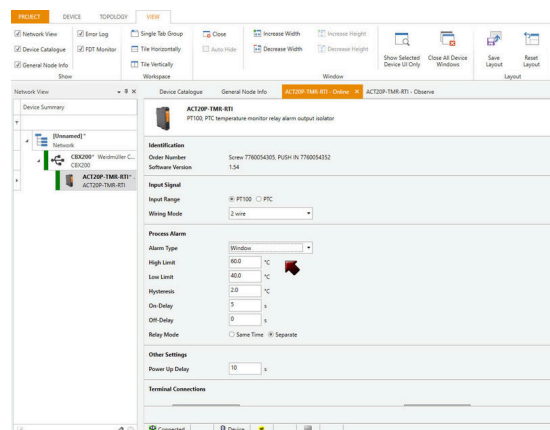 PROJECT DEVICE TOPOLOGY VIEW
Network View Error Log Single Tab Group Close Increase Width Increase Height
Device Catalogue FDT Monitor Tile Horizontally Auto Hide Decrease Width Decrease Height
General Node Info Tile Vertically
Show Selected Device UI Only
Close All Device Windows
Save Layout
Reset Layout
Show Workspace Window Layout
Network View
Device Catalogue General Node Info ACT20P-TMR-RTI - Online ACT20P-TMR-RTI - Observe
Device Summary
[Unnamed]*
Network
CBX200* Weidmüller C...
CBX200
ACT20P-TMR-RTI*
ACT20P-TMR-RTI
ACT20P-TMR-RTI
PT100, PTC temperature monitor relay alarm output isolator
Identification
Order Number Screw 7760054305, PUSH IN 7760054352
Software Version 1.54
Input Signal
Input Range PT100 PTC
Wiring Mode 2 wire
Process Alarm
Alarm Type Window
High Limit 60.0 °C
Low Limit 40.0 °C
Hysteresis 2.0 °C
On-Delay 5 s
Off-Delay 0 s
Relay Mode Same Time Separate
Other Settings
Power Up Delay 10 s
Terminal Connections
Connected Device